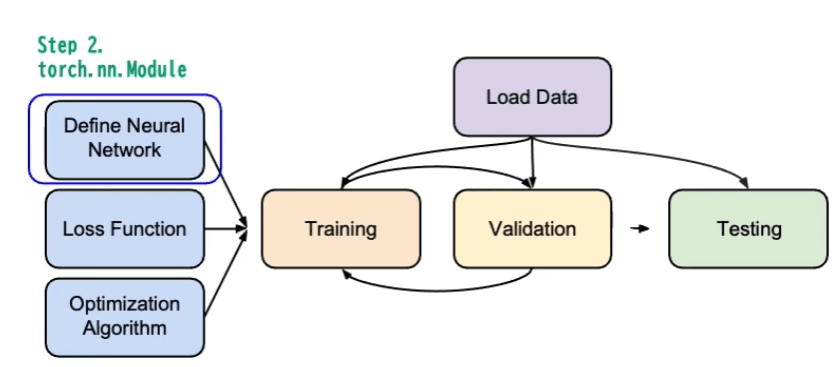 Step 2.
torch.nn.Module
Define Neural
Network
Load Data
Loss Function
Training
Validation
Testing
Optimization
Algorithm